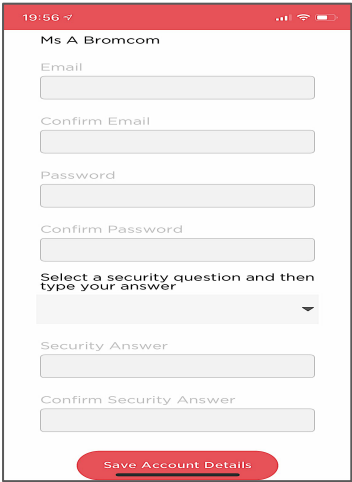 19:56
Ms A Bromcom
Email
Confirm Email
Password
Confirm Password
Select a security question and then
type your answer
Security Answer
Confirm Security Answer
Save Account Details